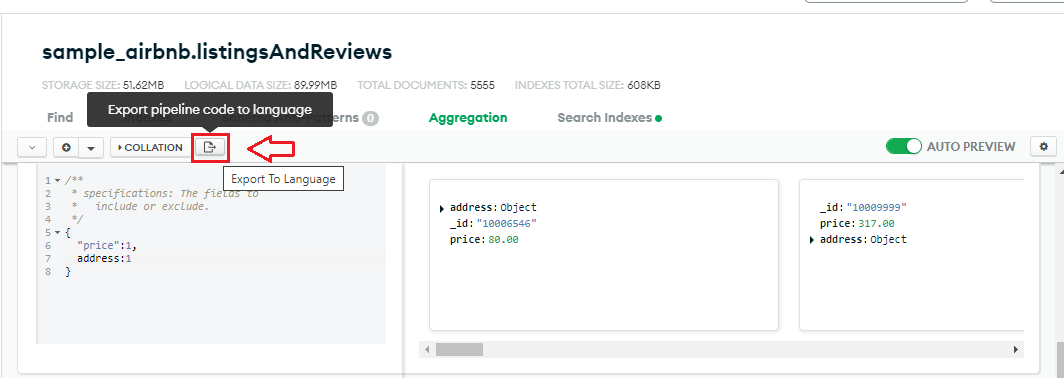 sample_airbnb.listingsAndReviews
STORAGE SIZE: 51.62MB LOGICAL DATA SIZE: 89.99MB TOTAL DOCUMENTS: 5555 INDEXES TOTAL SIZE: 608KB
Export pipeline code to language
Find Patterns 0 Aggregation Search Indexes
COLLATION AUTO PREVIEW
Export To Language
1 /**
2 * specifications: The fields to
3 * include or exclude.
4 */
5 {
6 "price":1,
7 address:1
8 }
address: Object
_id: "10006546"
price: 80.00
_id: "10009999"
price: 317.00
address: Object